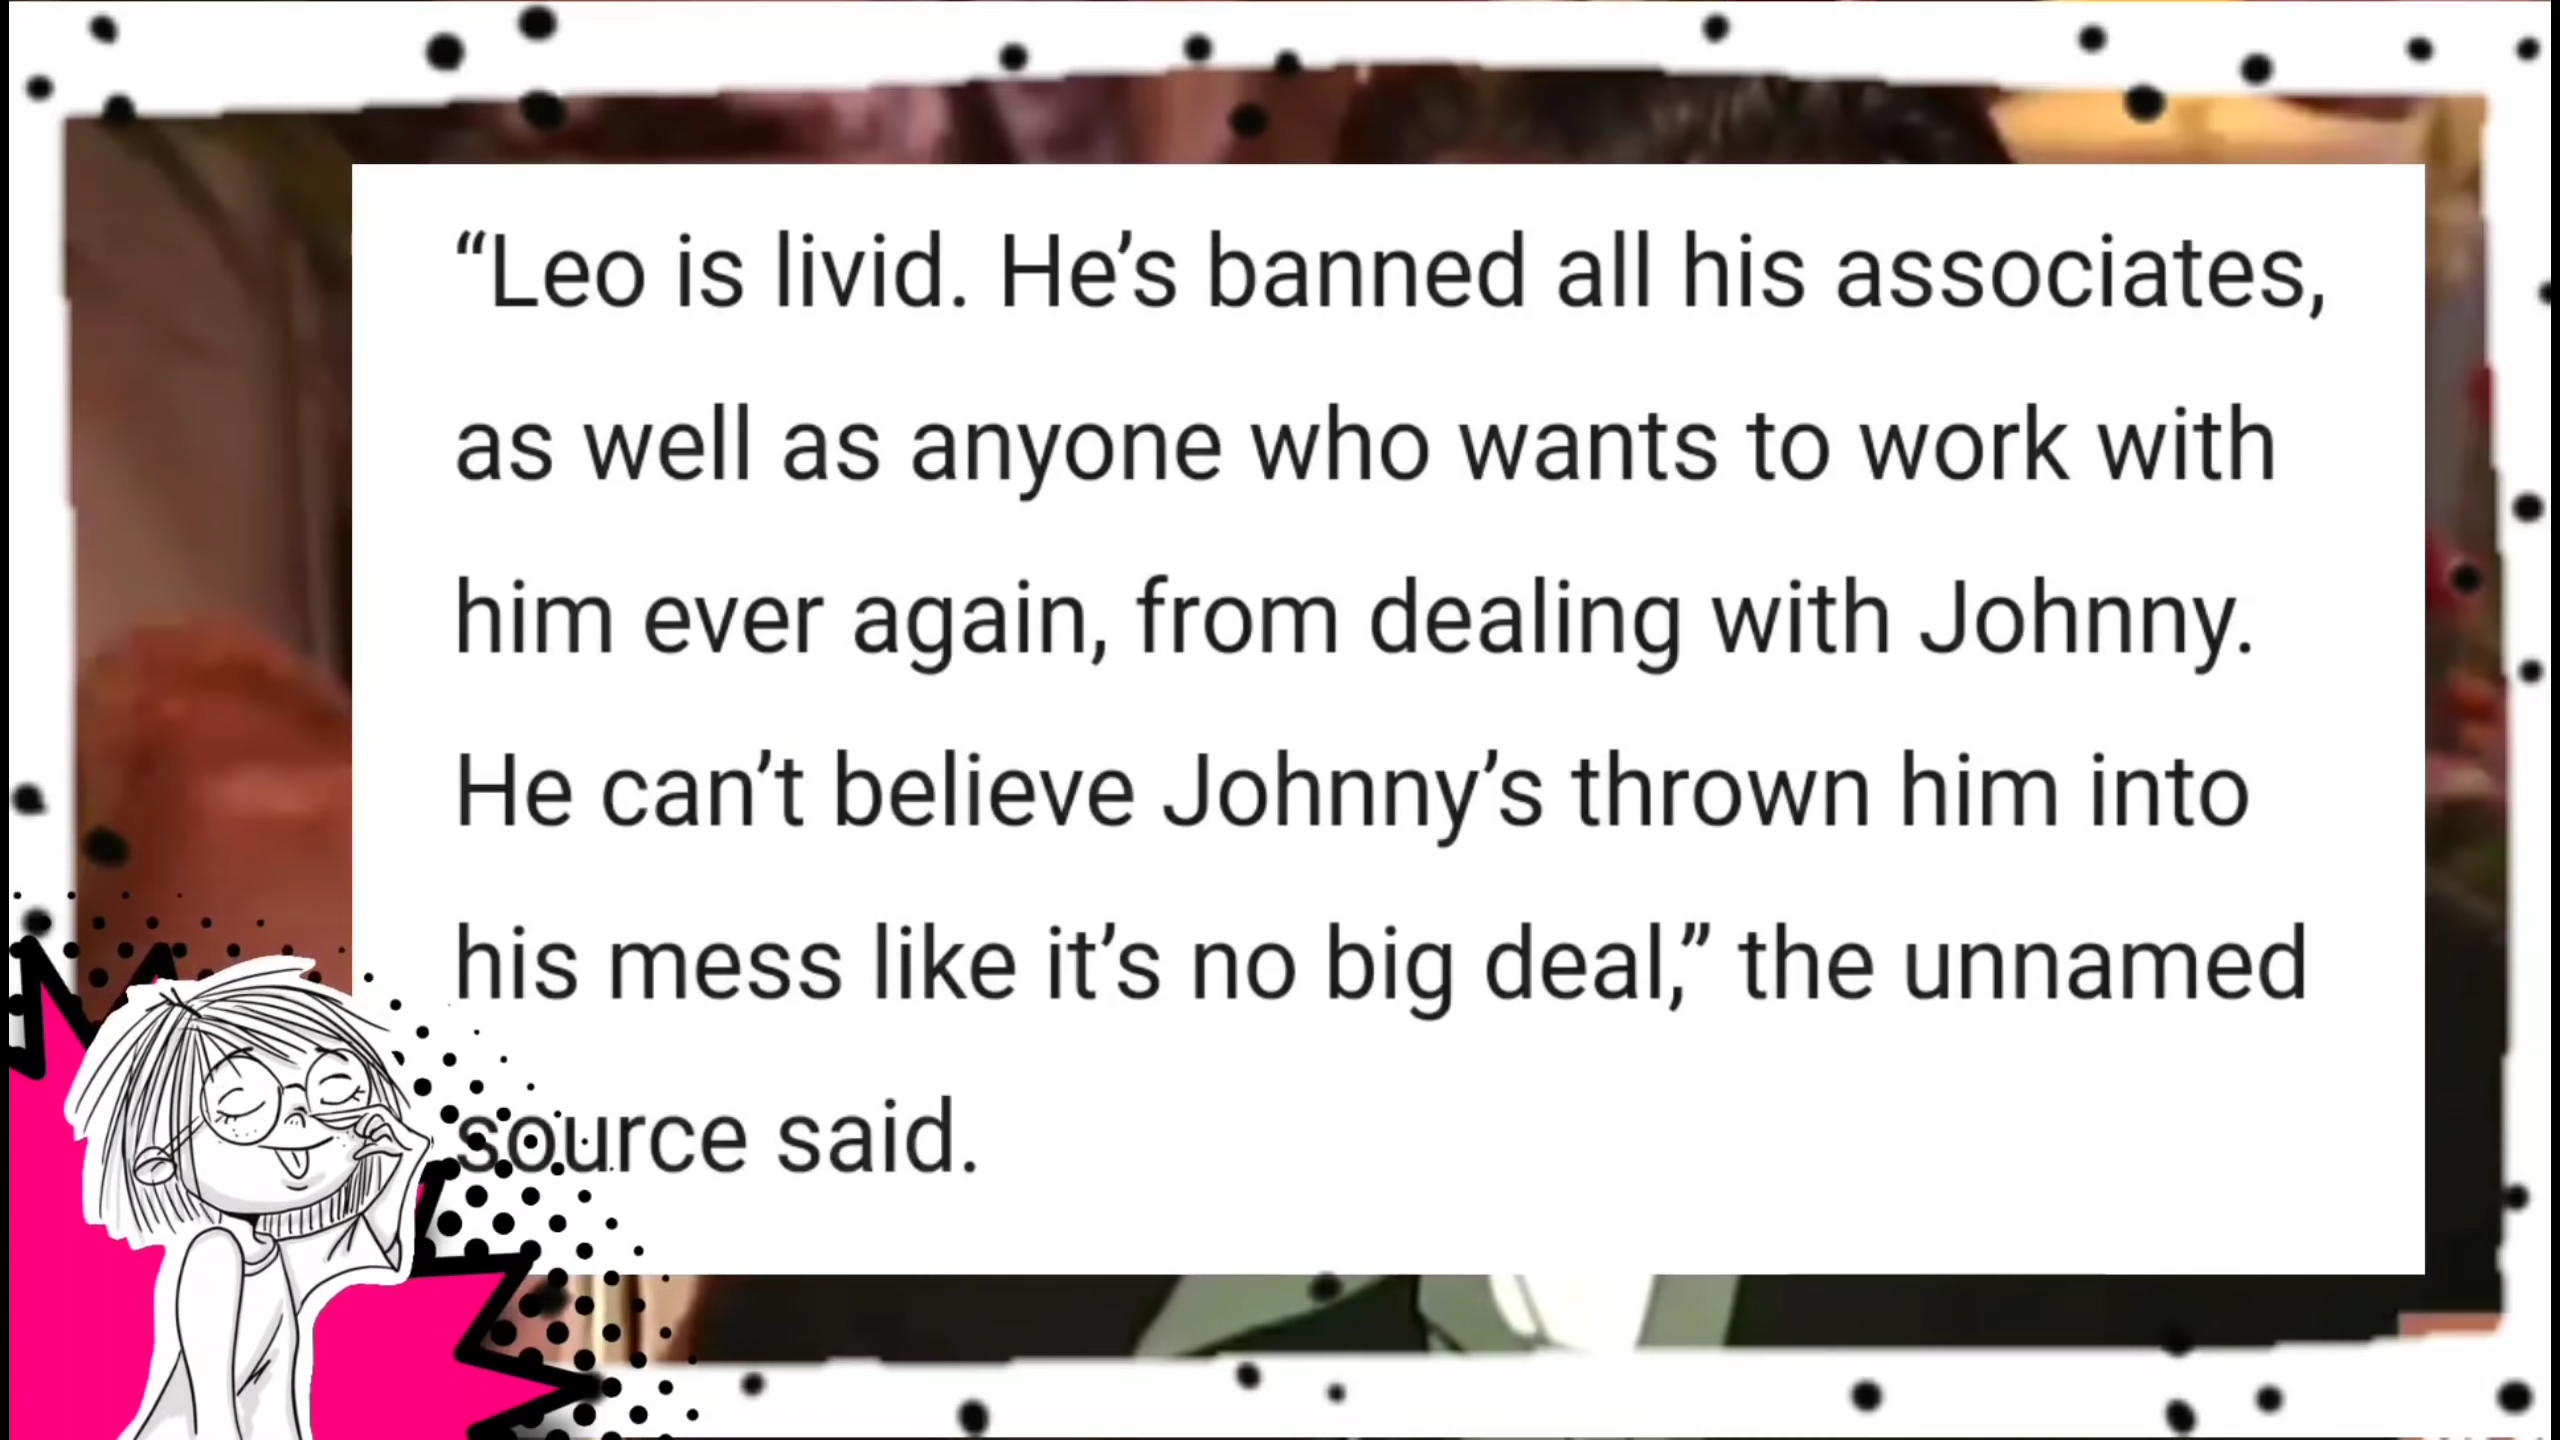 “Leo is livid. He’s banned all his associates,
as well as anyone who wants to work with
him ever again, from dealing with Johnny.
He can’t believe Johnny’s thrown him into
his mess like it’s no big deal,” the unnamed
source said.